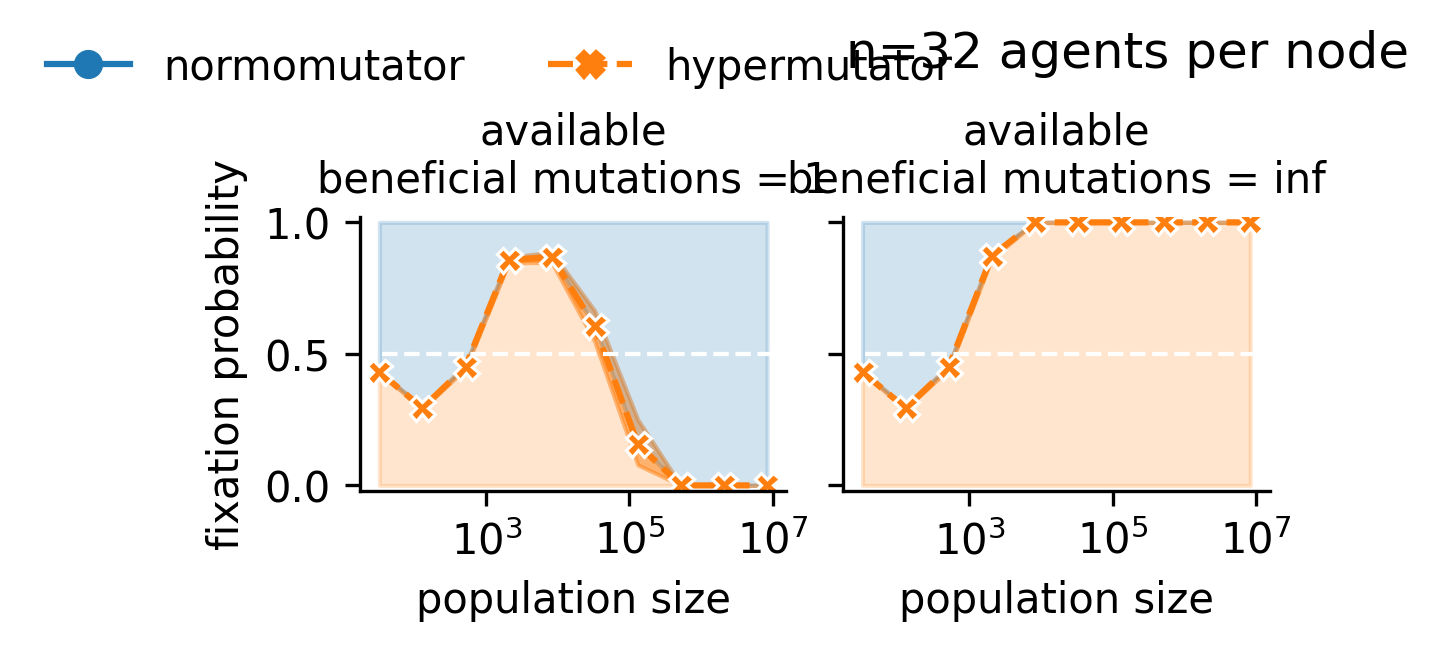 normomutator
hypermutator
n=32 agents per node
available
beneficial mutations = 1
available
beneficial mutations = inf
fixation probability
1.0
0.5
0.0
10³
10⁵
10⁷
10³
10⁵
10⁷
population size
population size